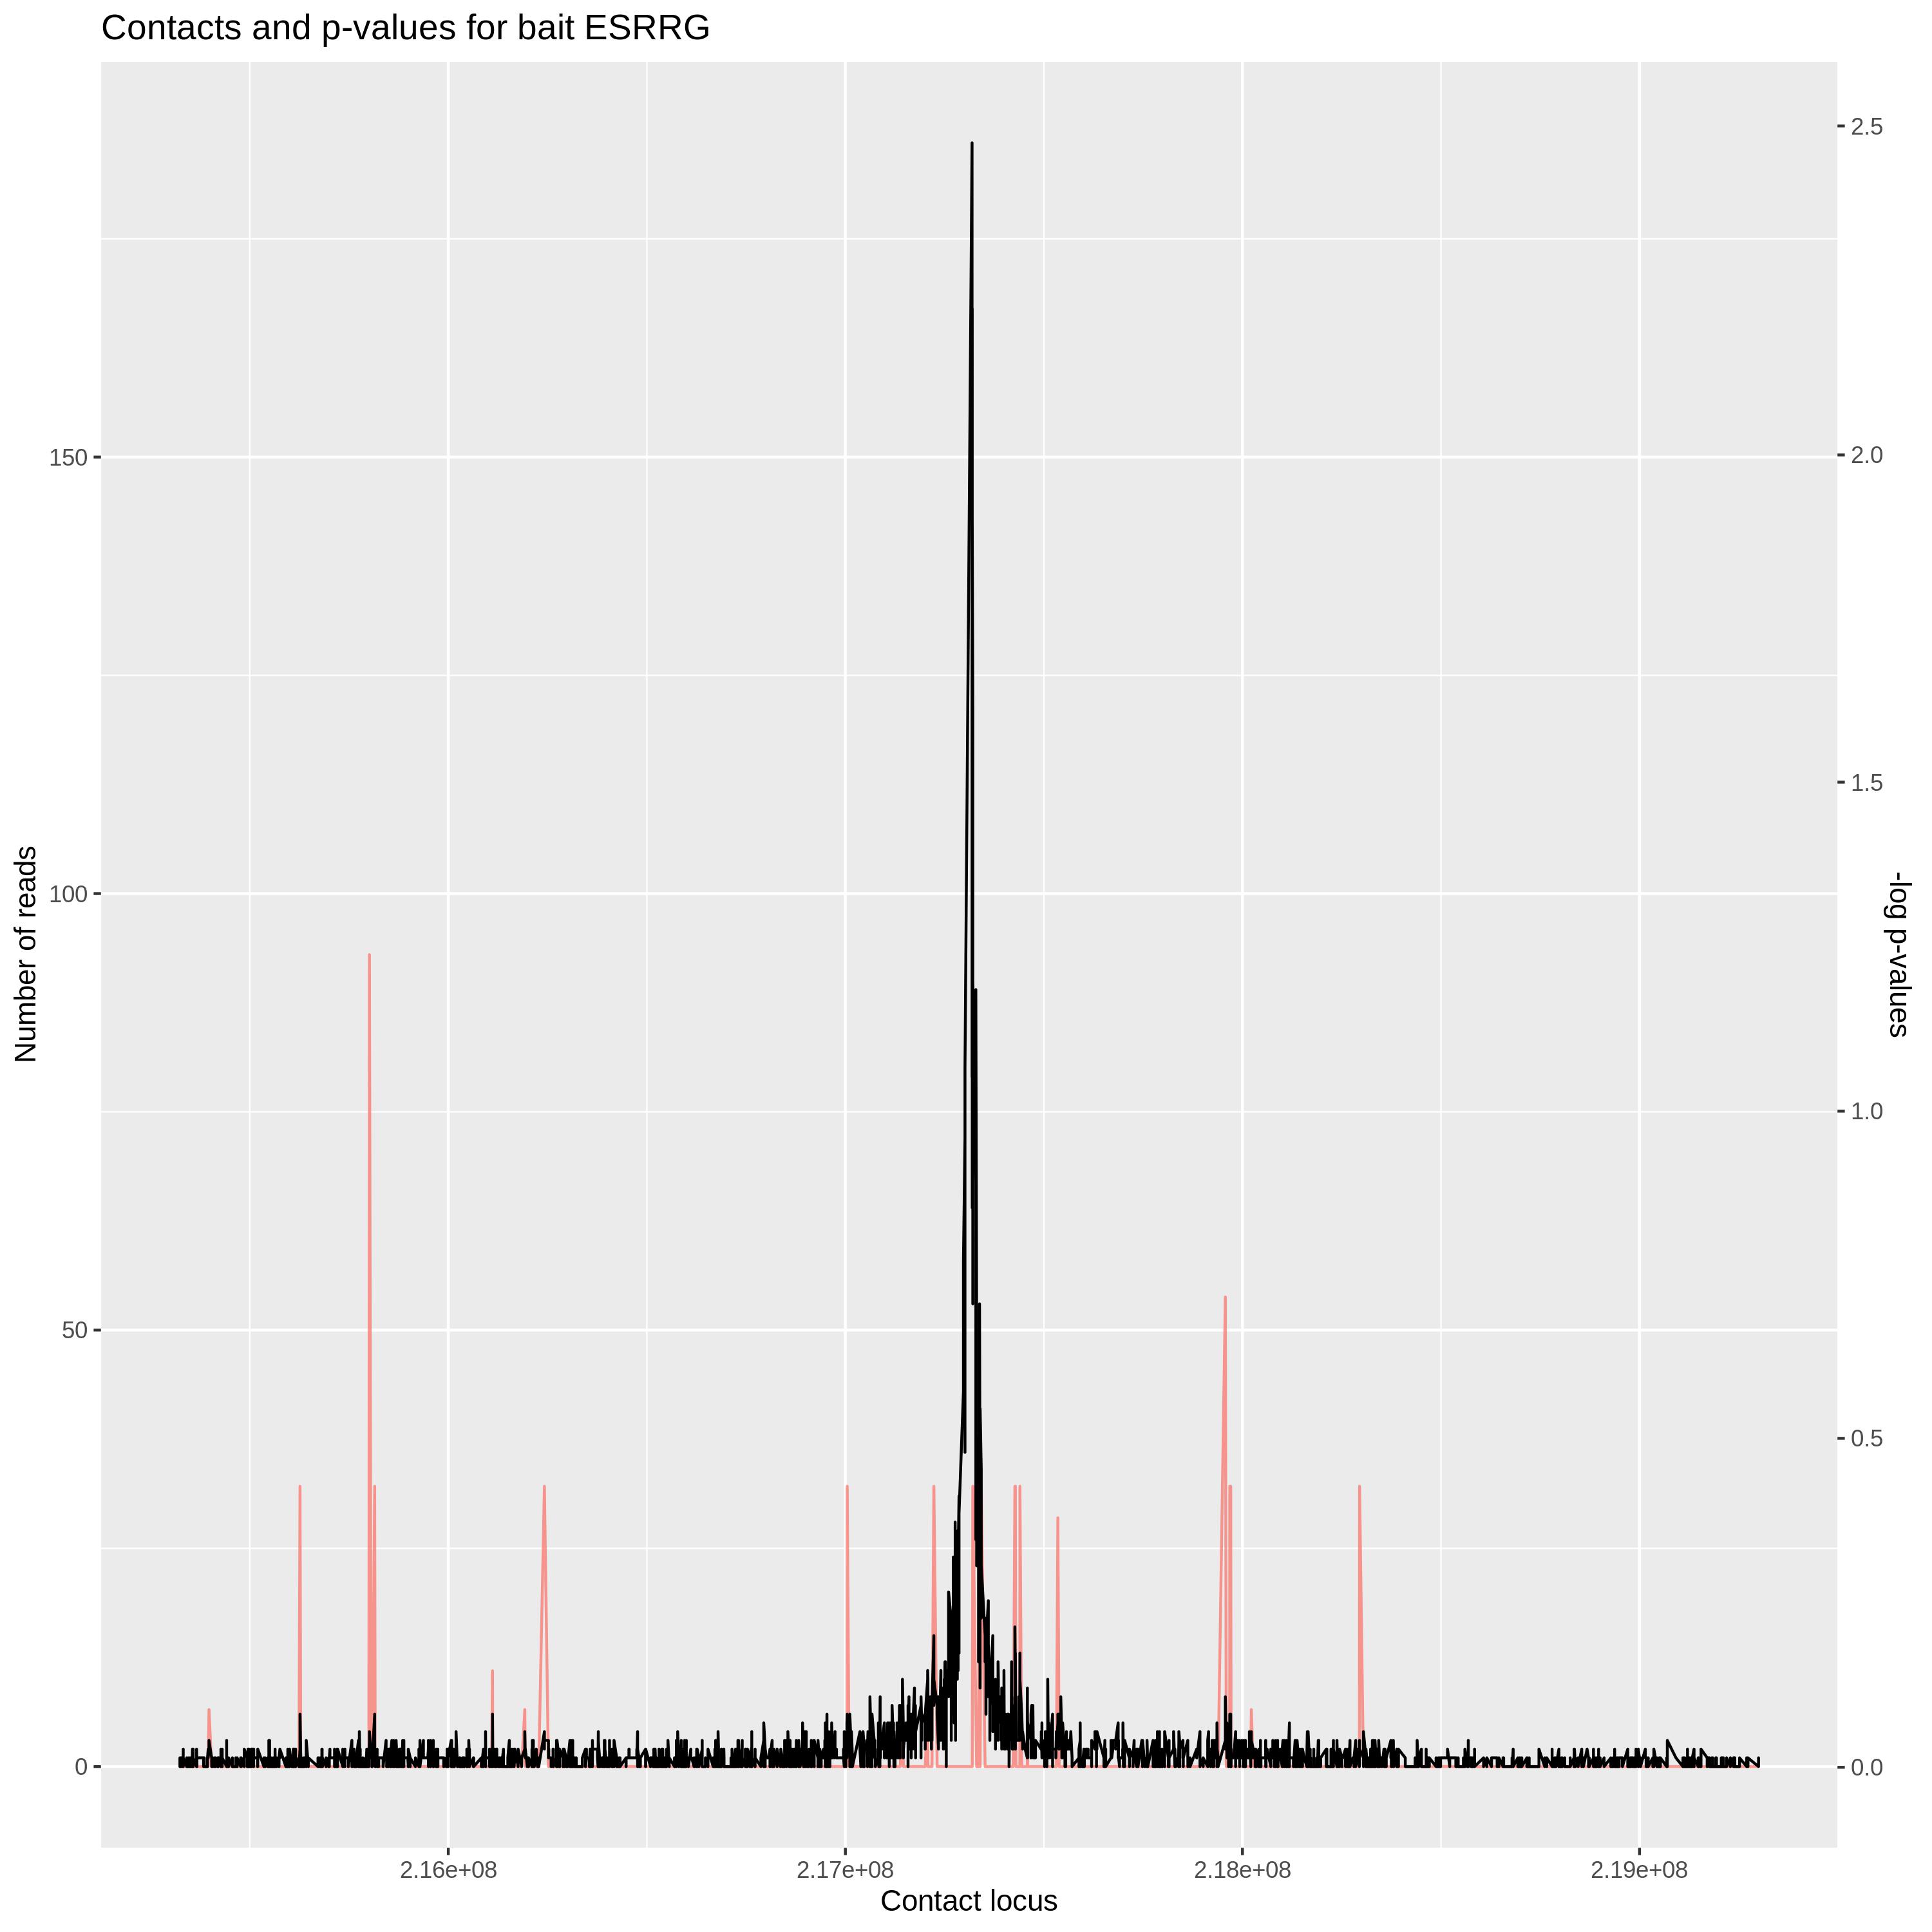 Contacts and p-values for bait ESRRG
Number of reads
150
100
50
0
2.5
2.0
1.5
1.0
0.5
0.0
-log p-values
2.16e+08
2.17e+08
2.18e+08
2.19e+08
Contact locus